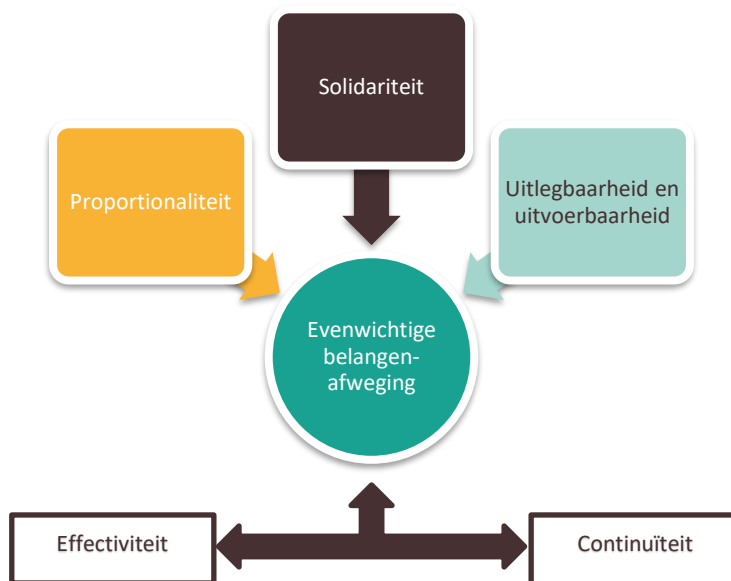 Solidariteit
Proportionaliteit
Uitlegbaarheid en
uitvoerbaarheid
Evenwichtige
belangen-
afweging
Effectiviteit
Continuïteit